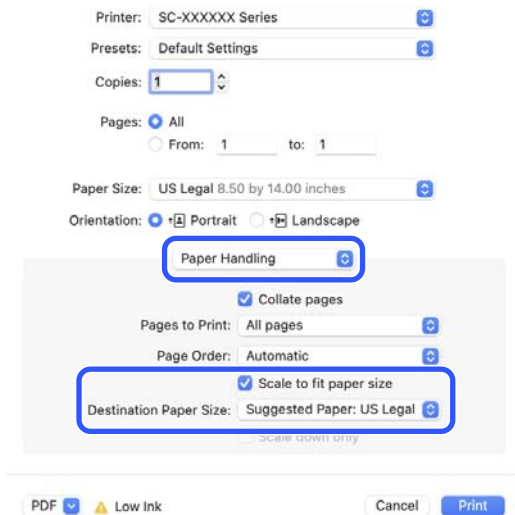 Printer: SC-XXXXXX Series
Presets: Default Settings
Copies: 1
Pages: All
From: 1 to: 1
Paper Size: US Legal 8.50 by 14.00 inches
Orientation: Portrait Landscape
Paper Handling
Collate pages
Pages to Print: All pages
Page Order: Automatic
Scale to fit paper size
Destination Paper Size: Suggested Paper: US Legal
Scale down only
PDF Low Ink Cancel Print